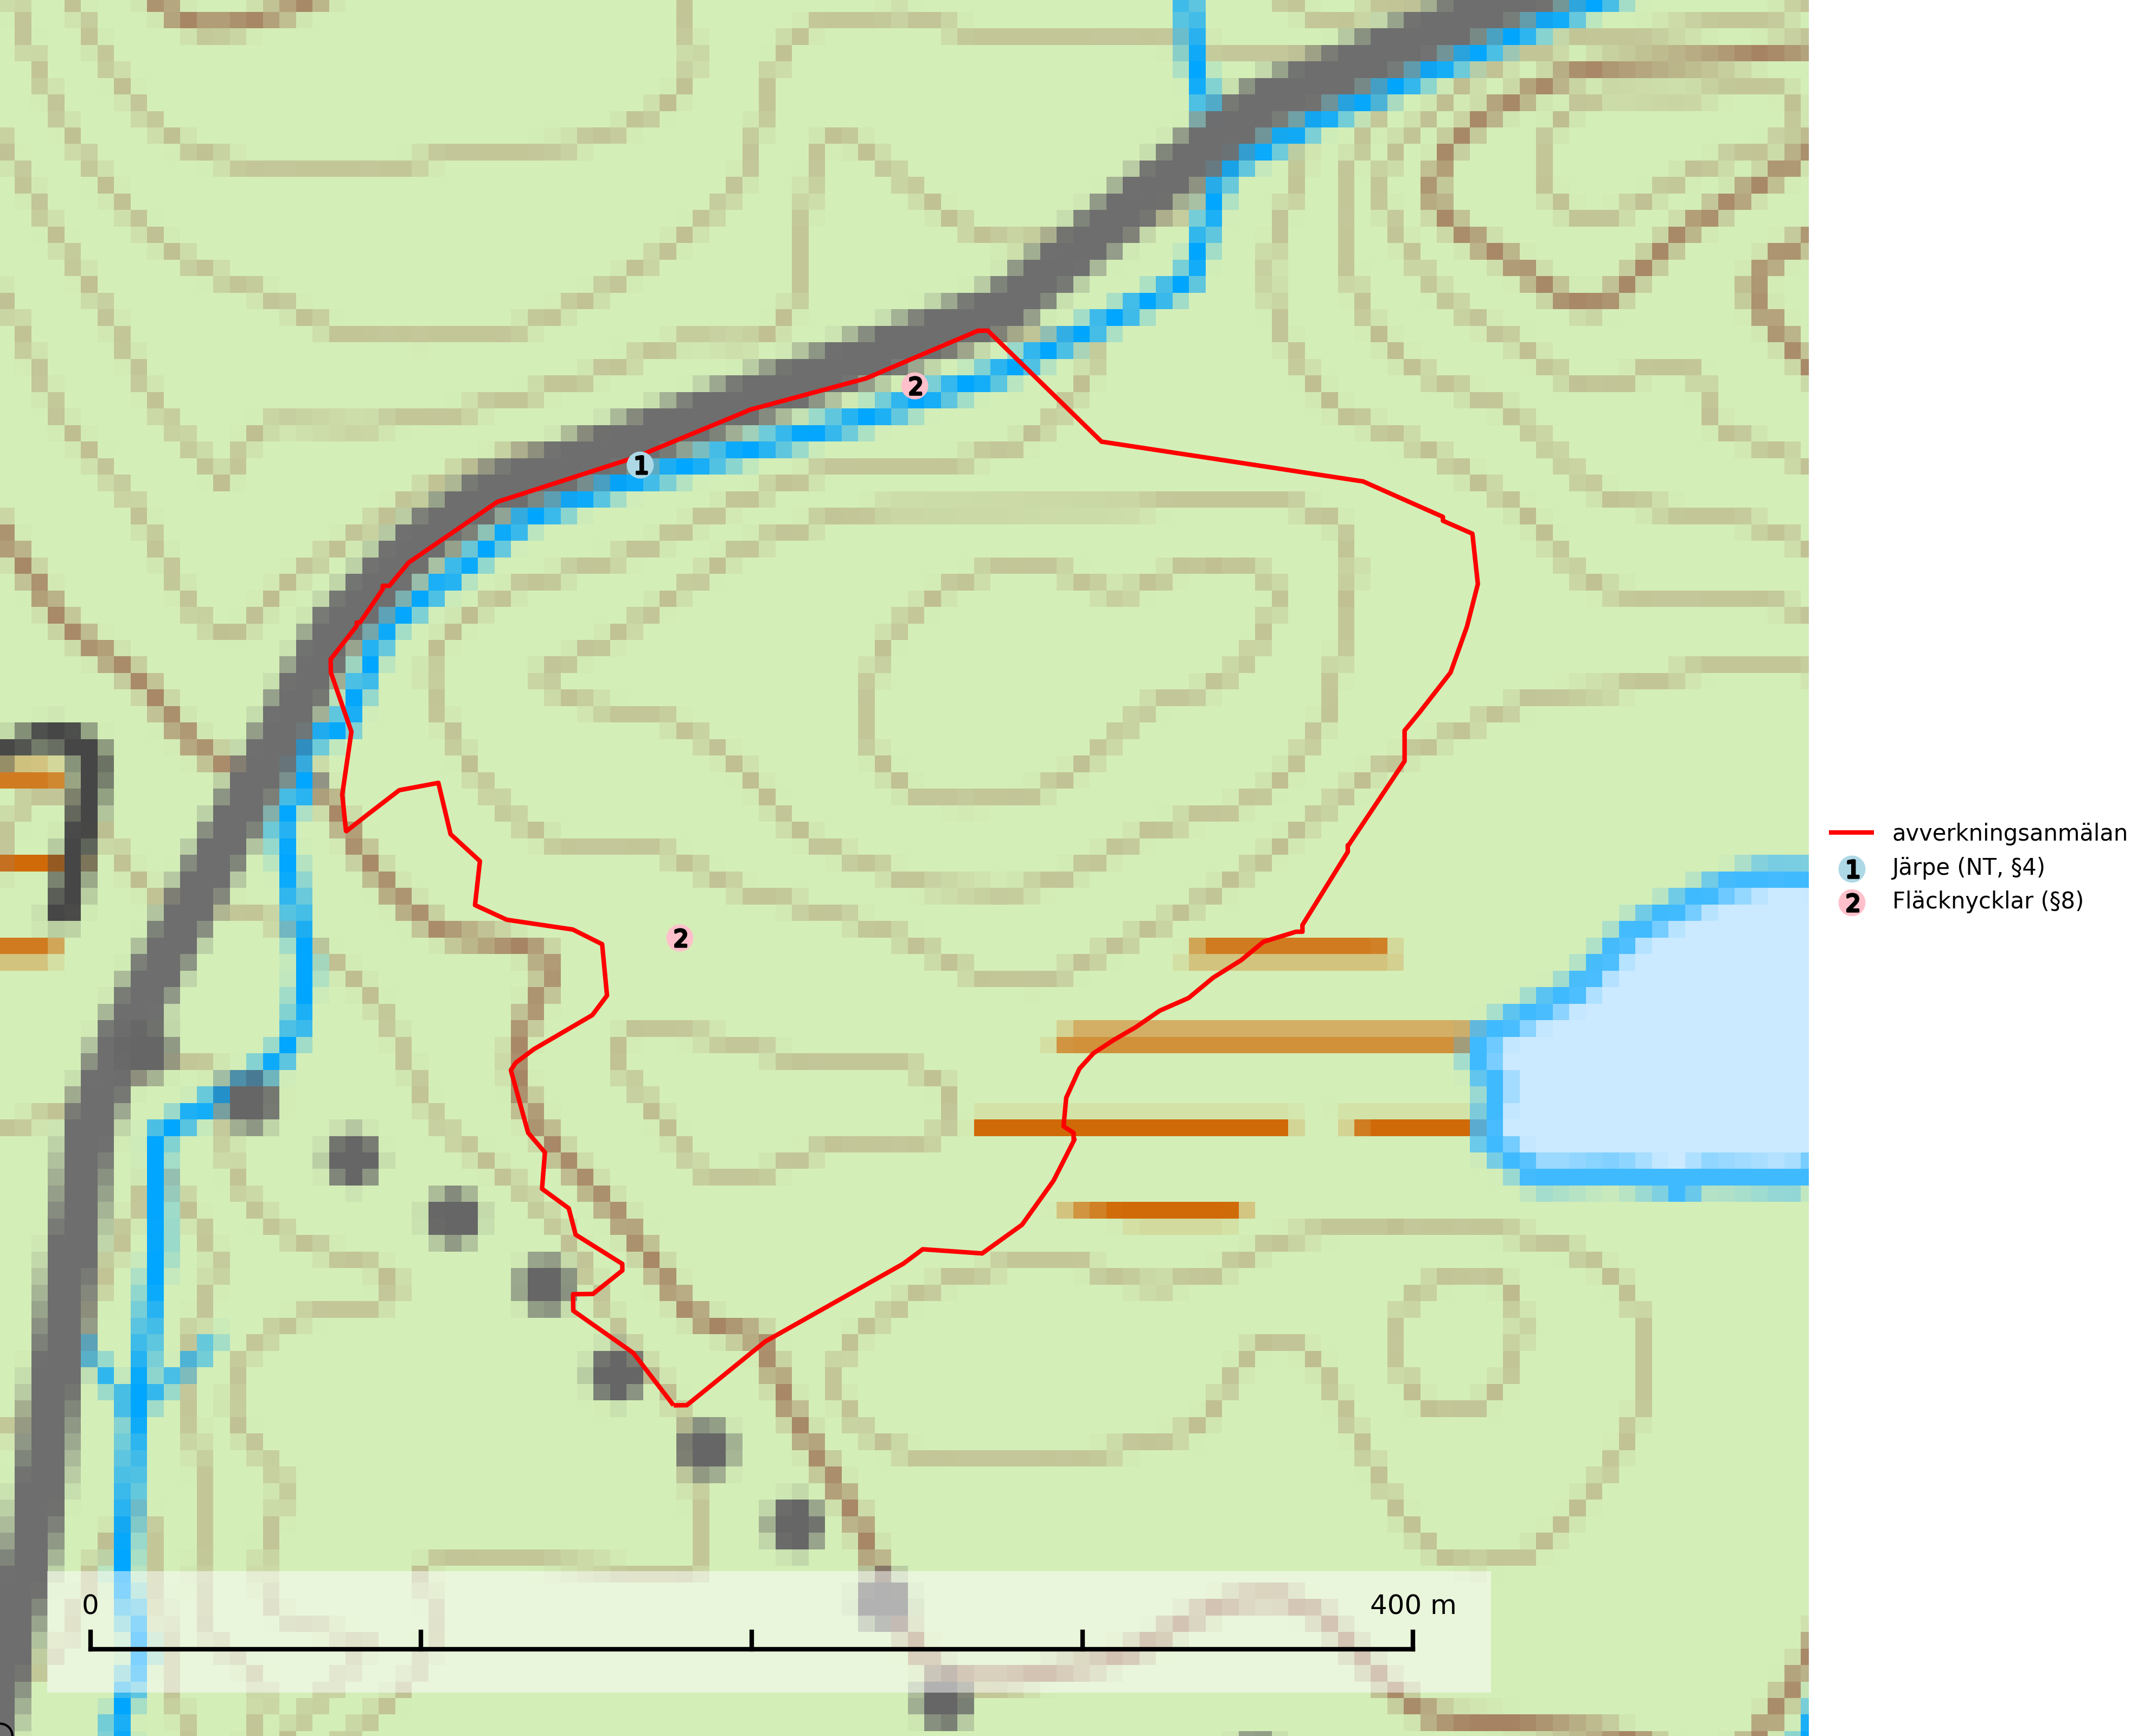 2
1
2
avverkningsanmälan
1 Järpe (NT, §4)
2 Fläcknycklar (§8)
0 400 m